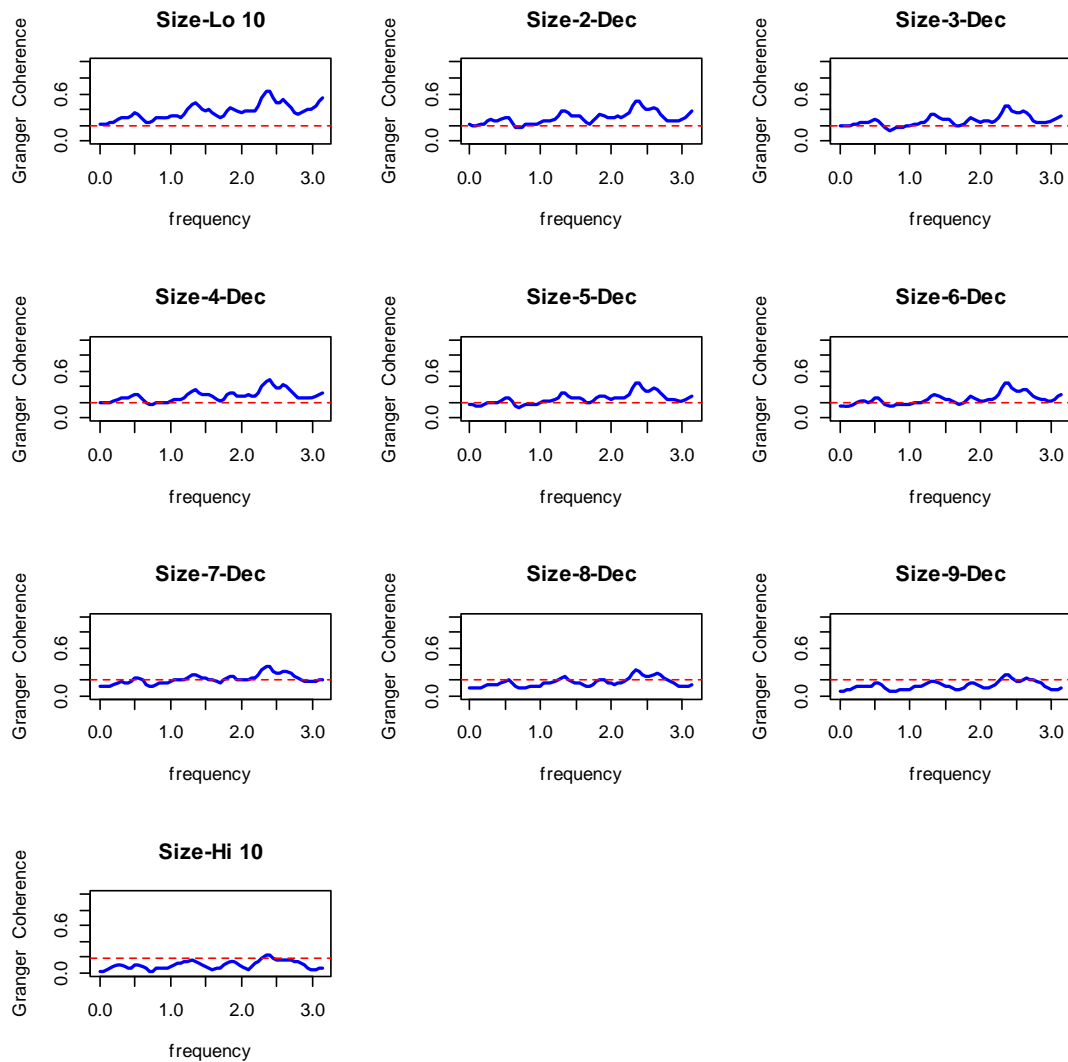 Size-Lo 10
Granger Coherence
0.0 0.6
0.0 1.0 2.0 3.0
frequency
Size-2-Dec
Granger Coherence
0.0 0.6
0.0 1.0 2.0 3.0
frequency
Size-3-Dec
Granger Coherence
0.0 0.6
0.0 1.0 2.0 3.0
frequency
Size-4-Dec
Granger Coherence
0.0 0.6
0.0 1.0 2.0 3.0
frequency
Size-5-Dec
Granger Coherence
0.0 0.6
0.0 1.0 2.0 3.0
frequency
Size-6-Dec
Granger Coherence
0.0 0.6
0.0 1.0 2.0 3.0
frequency
Size-7-Dec
Granger Coherence
0.0 0.6
0.0 1.0 2.0 3.0
frequency
Size-8-Dec
Granger Coherence
0.0 0.6
0.0 1.0 2.0 3.0
frequency
Size-9-Dec
Granger Coherence
0.0 0.6
0.0 1.0 2.0 3.0
frequency
Size-Hi 10
Granger Coherence
0.0 0.6
0.0 1.0 2.0 3.0
frequency